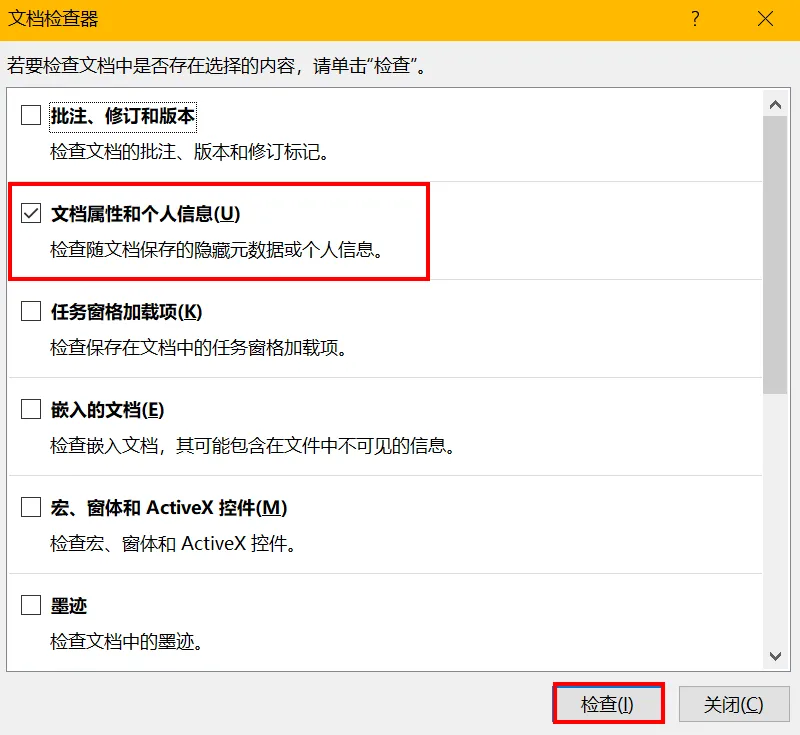 文档检查器
?
若要检查文档中是否存在选择的内容，请单击“检查”。
批注、修订和版本
检查文档的批注、版本和修订标记。
文档属性和个人信息(U)
检查随文档保存的隐藏元数据或个人信息。
任务窗格加载项(K)
检查保存在文档中的任务窗格加载项。
嵌入的文档(E)
检查嵌入文档，其可能包含在文件中不可见的信息。
宏、窗体和 ActiveX 控件(M)
检查宏、窗体和 ActiveX 控件。
墨迹
检查文档中的墨迹。
检查(I) 关闭(C)